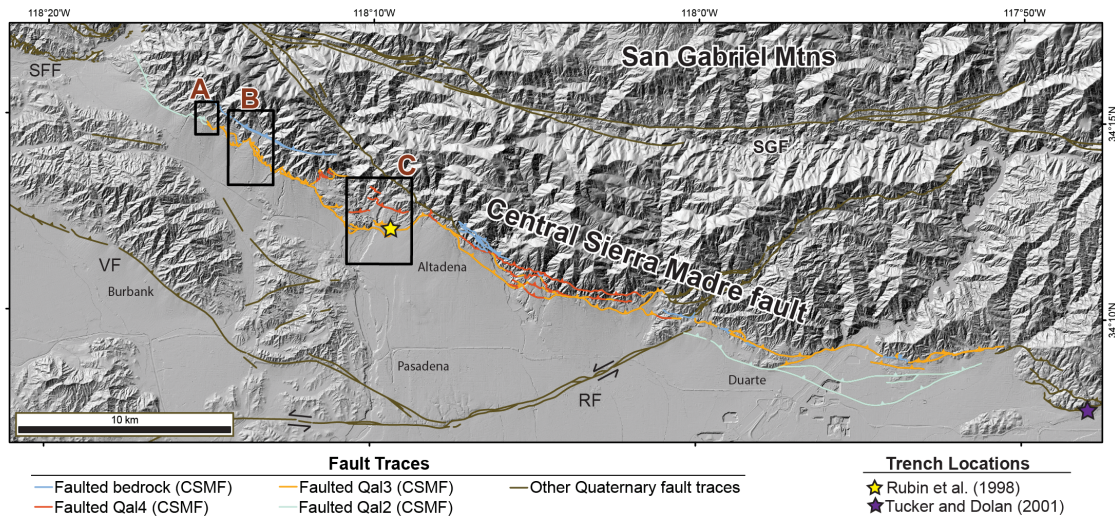 118°20'W 118°10'W 118°0'W 117°50'W
San Gabriel Mtns
SFF
A
B
34°15'N
SGF
C
Central Sierra Madre fault
VF
Altadena
Burbank
34°10'N
Pasadena
Duarte
RF
10 km
Fault Traces
Faulted bedrock (CSMF) Faulted Qal3 (CSMF) Other Quaternary fault traces
Faulted Qal4 (CSMF) Faulted Qal2 (CSMF)
Trench Locations
Rubin et al. (1998)
Tucker and Dolan (2001)